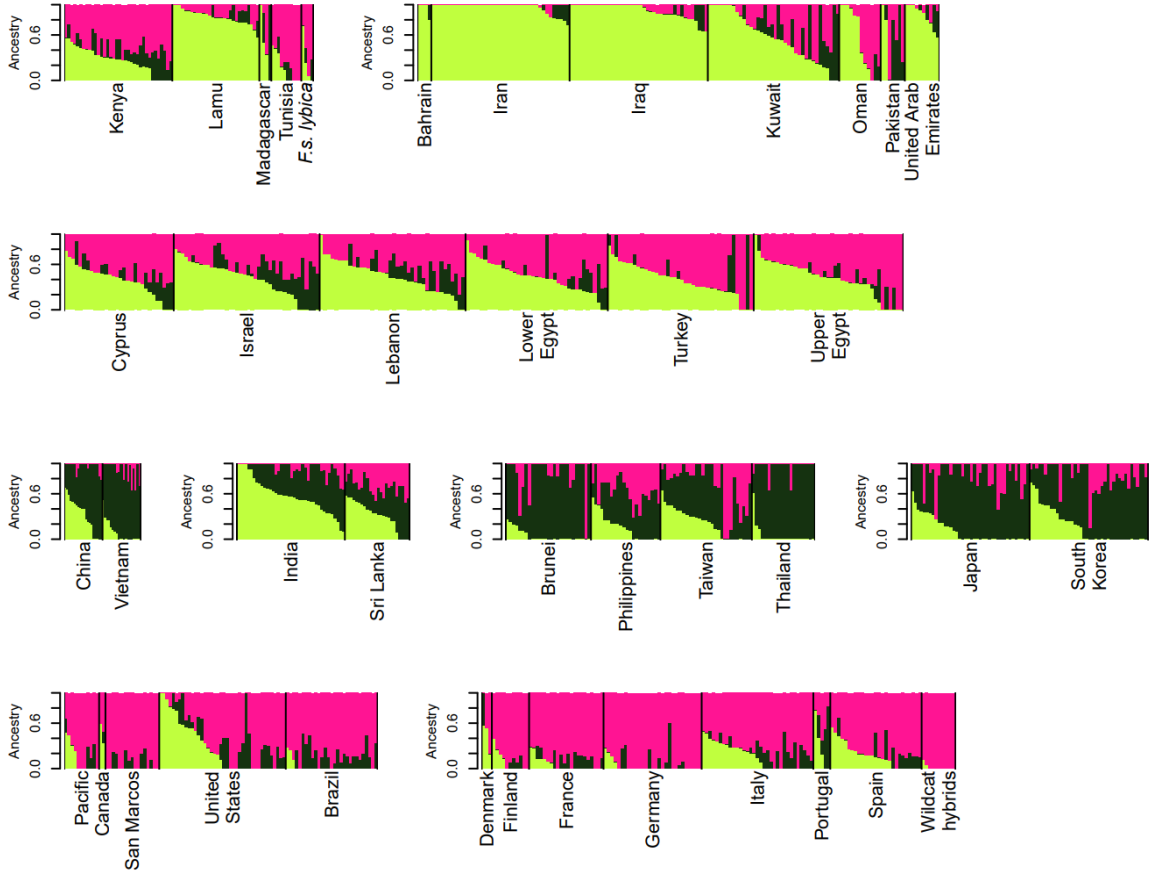 Ancestry
0.6
0.0
Kenya
Lamu
Madagascar
Tunisia
F.s. lybica
Ancestry
0.6
0.0
Bahrain
Iran
Iraq
Kuwait
Oman
Pakistan
United Arab
Emirates
Ancestry
0.6
0.0
Cyprus
Israel
Lebanon
Lower
Egypt
Turkey
Upper
Egypt
Ancestry
0.6
0.0
China
Vietnam
Ancestry
0.6
0.0
India
Sri Lanka
Ancestry
0.6
0.0
Brunei
Philippines
Taiwan
Thailand
Ancestry
0.6
0.0
Japan
South
Korea
Ancestry
0.6
0.0
Pacific
Canada
San Marcos
United
States
Brazil
Ancestry
0.6
0.0
Denmark
Finland
France
Germany
Italy
Portugal
Spain
Wildcat
hybrids